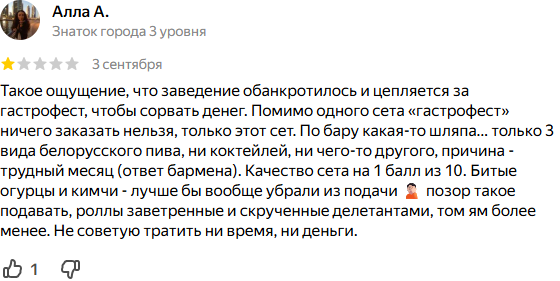 Алла А.
Знаток города 3 уровня
3 сентября
Такое ощущение, что заведение обанкротилось и цепляется за
гастрофест, чтобы сорвать денег. Помимо одного сета «гастрофест»
ничего заказать нельзя, только этот сет. По бару какая-то шляпа... только 3
вида белорусского пива, ни коктейлей, ни чего-то другого, причина -
трудный месяц (ответ бармена). Качество сета на 1 балл из 10. Битые
огурцы и кимчи - лучше бы вообще убрали из подачи 🤦 позор такое
подавать, роллы заветренные и скрученные делетантами, том ям более
менее. Не советую тратить ни время, ни деньги.
1